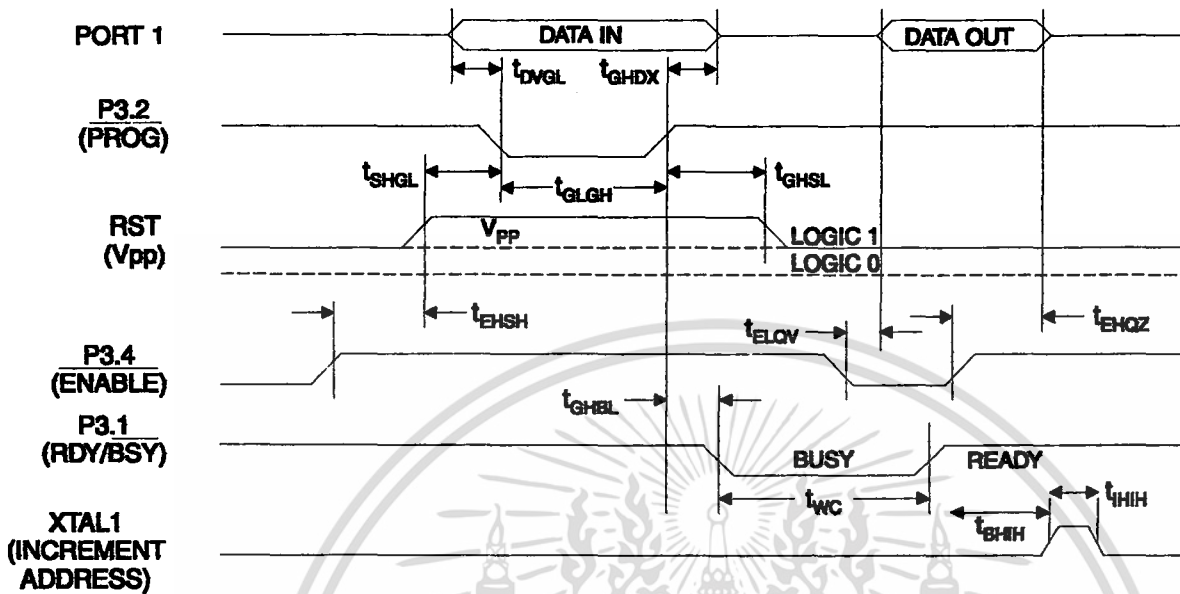 PORT 1
DATA IN
DATA OUT
tDVGL
tGHDX
P3.2
(PROG)
tSHGL
tGLGH
tGHSL
RST
(Vpp)
VPP
LOGIC 1
LOGIC 0
tEHSH
tELQV
tEHQZ
P3.4
(ENABLE)
tGHBL
P3.1
(RDY/BSY)
BUSY
READY
tWC
tBHIH
tIHIH
XTAL1
(INCREMENT
ADDRESS)